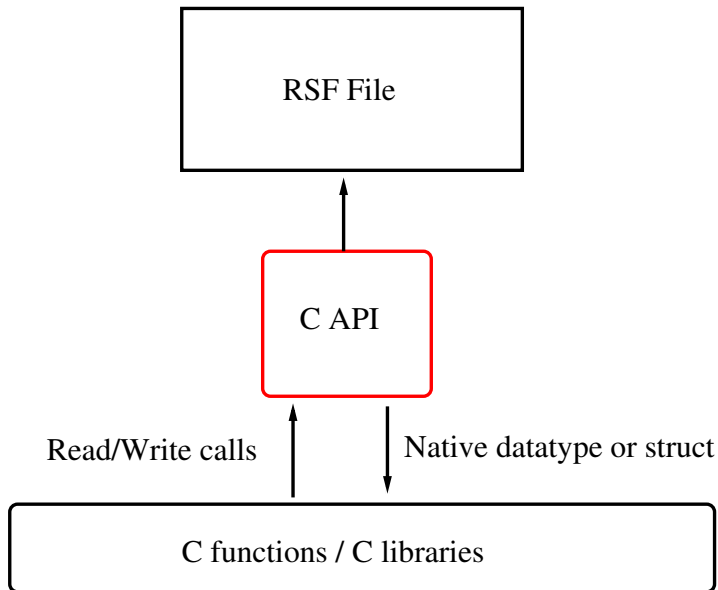 RSF File
C API
Read/Write calls
Native datatype or struct
C functions / C libraries